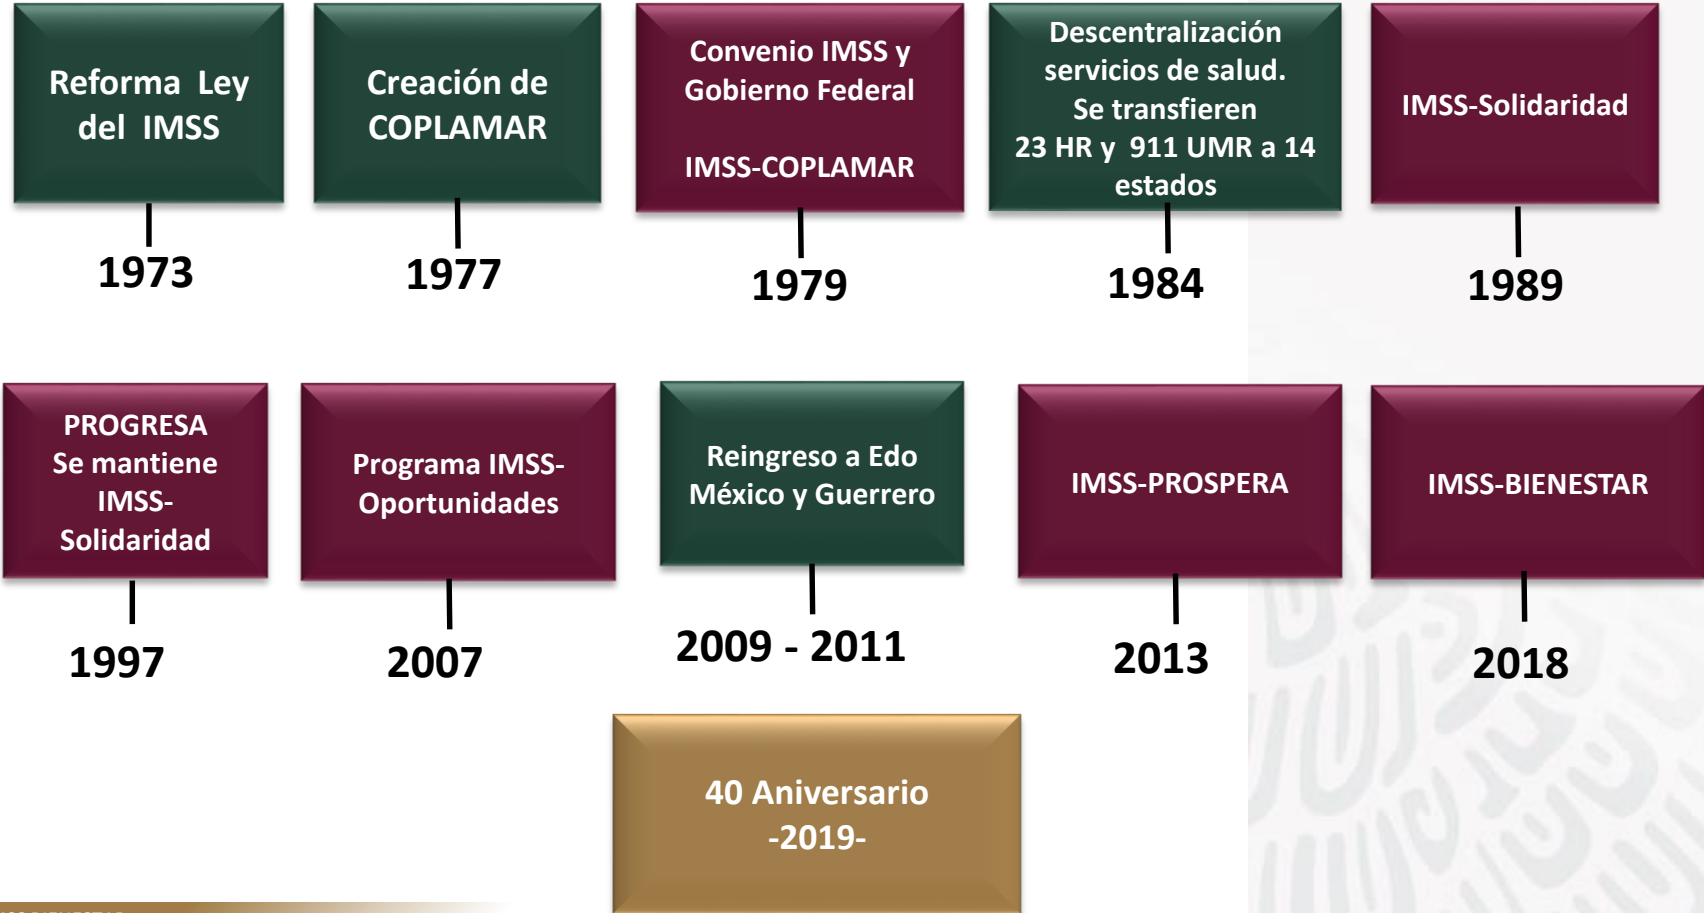 Reforma Ley
del IMSS
1973
Creación de
COPLAMAR
1977
Convenio IMSS y
Gobierno Federal
IMSS-COPLAMAR
1979
Descentralización
servicios de salud.
Se transfieren
23 HR y 911 UMR a 14
estados
1984
IMSS-Solidaridad
1989
PROGRESA
Se mantiene
IMSS-
Solidaridad
1997
Programa IMSS-
Oportunidades
2007
Reingreso a Edo
México y Guerrero
2009 - 2011
IMSS-PROSPERA
2013
IMSS-BIENESTAR
2018
40 Aniversario
-2019-